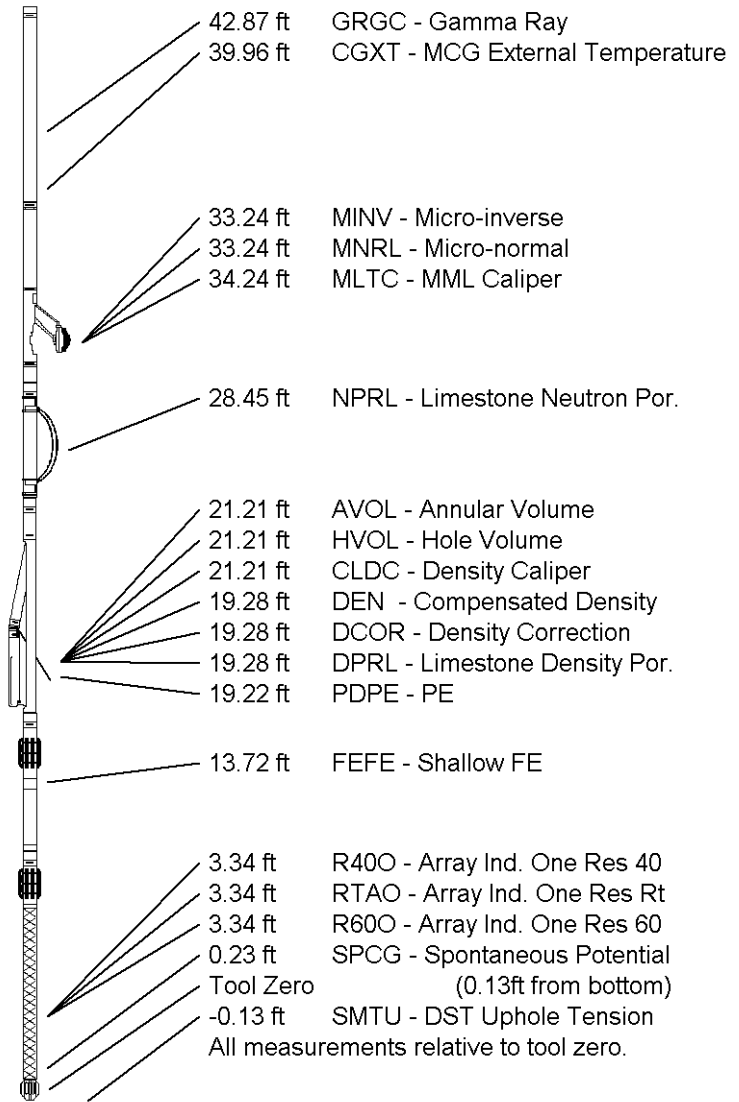 42.87 ft GRGC - Gamma Ray
39.96 ft CGXT - MCG External Temperature
33.24 ft MINV - Micro-inverse
33.24 ft MNRL - Micro-normal
34.24 ft MLTC - MML Caliper
28.45 ft NPRL - Limestone Neutron Por.
21.21 ft AVOL - Annular Volume
21.21 ft HVOL - Hole Volume
21.21 ft CLDC - Density Caliper
19.28 ft DEN - Compensated Density
19.28 ft DCOR - Density Correction
19.28 ft DPRL - Limestone Density Por.
19.22 ft PDPE - PE
13.72 ft FEFE - Shallow FE
3.34 ft R40O - Array Ind. One Res 40
3.34 ft RTAO - Array Ind. One Res Rt
3.34 ft R60O - Array Ind. One Res 60
0.23 ft SPCG - Spontaneous Potential
Tool Zero (0.13ft from bottom)
-0.13 ft SMTU - DST Uphole Tension
All measurements relative to tool zero.